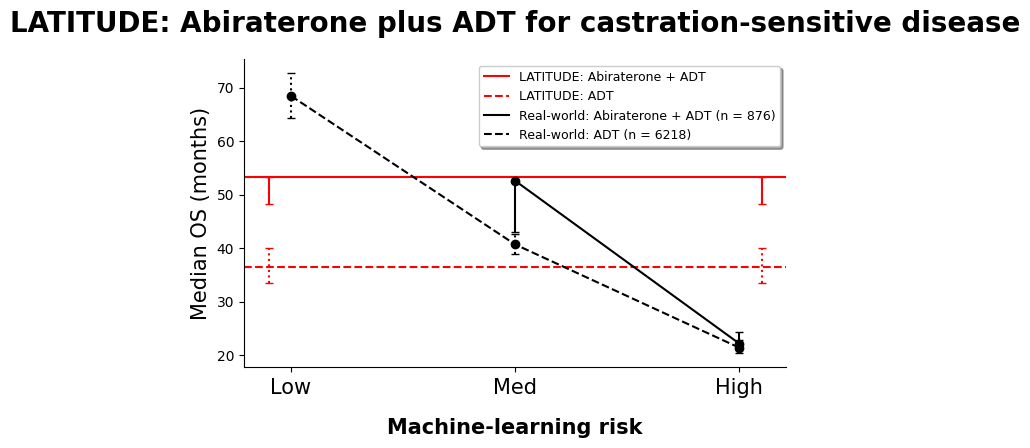 LATITUDE: Abiraterone plus ADT for castration-sensitive disease
LATITUDE: Abiraterone + ADT
LATITUDE: ADT
Real-world: Abiraterone + ADT (n = 876)
Real-world: ADT (n = 6218)
Median OS (months)
70
60
50
40
30
20
Low Med High
Machine-learning risk